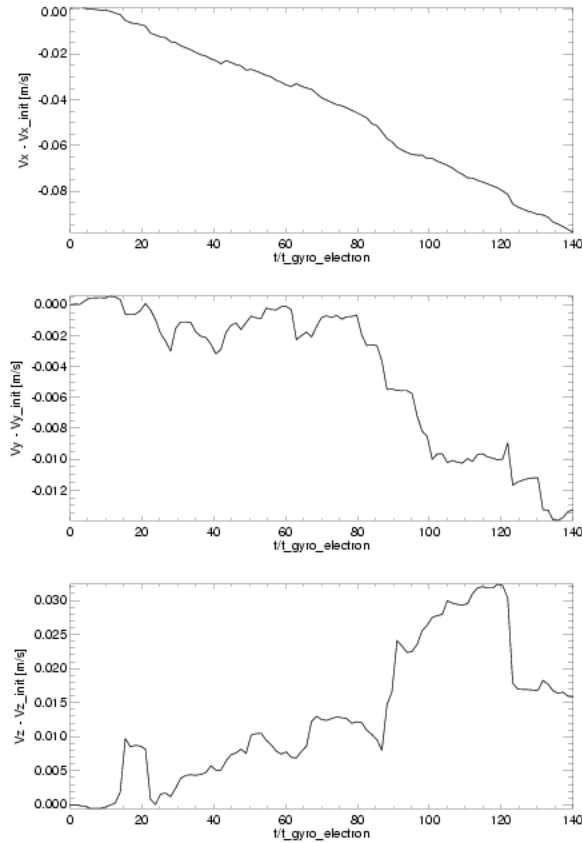 0.00
-0.02
-0.04
-0.06
-0.08
Vx - Vx_init [m/s]
0 20 40 60 80 100 120 140
t/t_gyro_electron
0.000
-0.002
-0.004
-0.006
-0.008
-0.010
-0.012
Vy - Vy_init [m/s]
0 20 40 60 80 100 120 140
t/t_gyro_electron
0.030
0.025
0.020
0.015
0.010
0.005
0.000
Vz - Vz_init [m/s]
0 20 40 60 80 100 120 140
t/t_gyro_electron